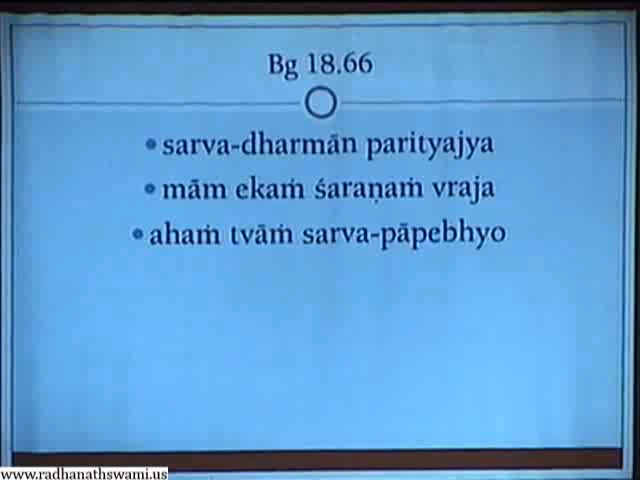 Bg 18.66
• sarva-dharmān parityajya
• mām ekaṁ śaraṇaṁ vraja
• ahaṁ tvāṁ sarva-pāpebhyo
www.radhanathswami.us